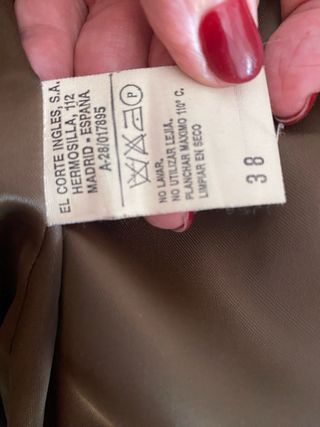 EL CORTE INGLES, S.A.
HERMOSILLA, 112
MADRID - ESPAÑA
A-28/017895
P
NO LAVAR.
NO UTILIZAR LEJIA.
PLANCHAR MAXIMO 110° C.
LIMPIAR EN SECO
38